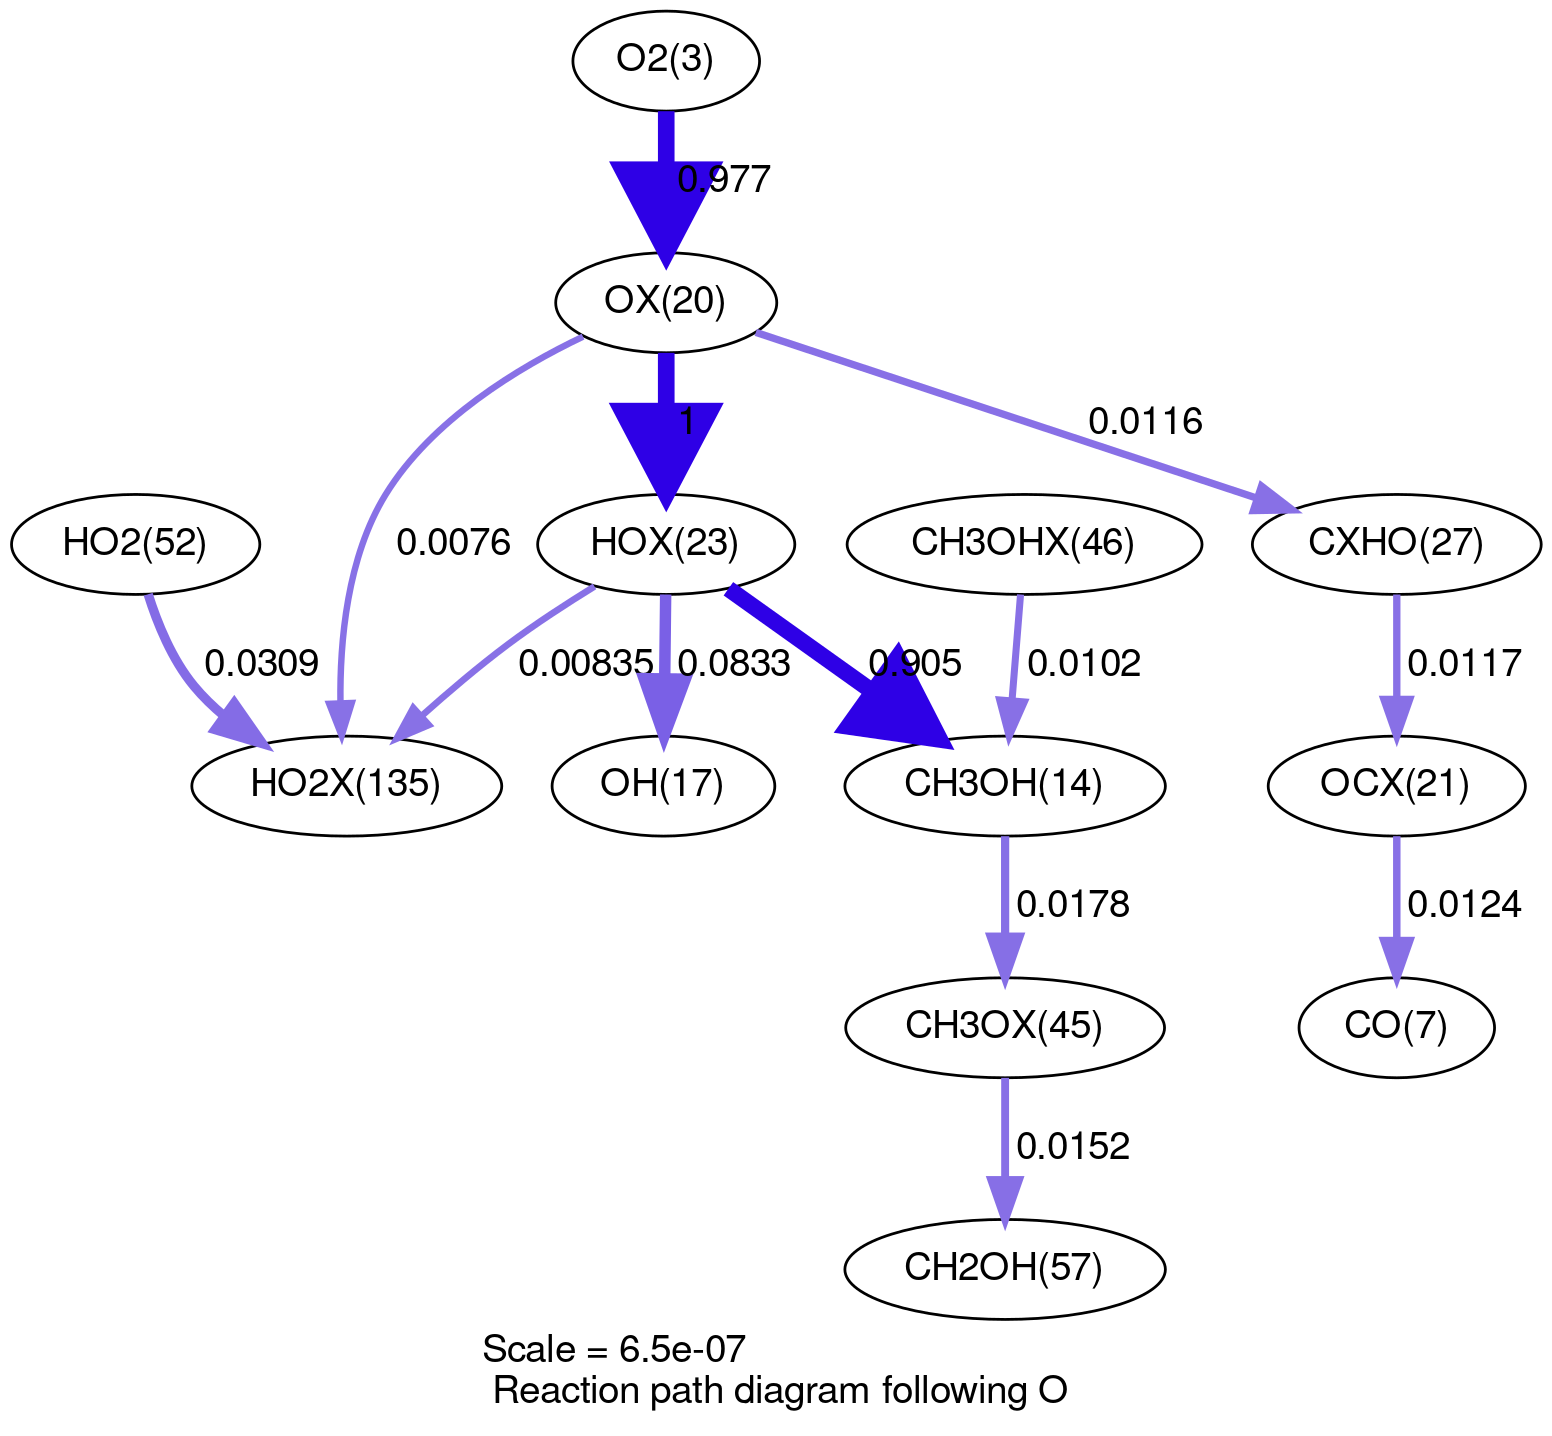 O2(3)
0.977
OX(20)
1
0.0116
HO2(52)
0.0076
HOX(23)
CH3OHX(46)
CXHO(27)
0.0309
0.00835
0.0833
0.905
0.0102
0.0117
HO2X(135)
OH(17)
CH3OH(14)
OCX(21)
0.0178
0.0124
CH3OX(45)
CO(7)
0.0152
CH2OH(57)
Scale = 6.5e-07
Reaction path diagram following O